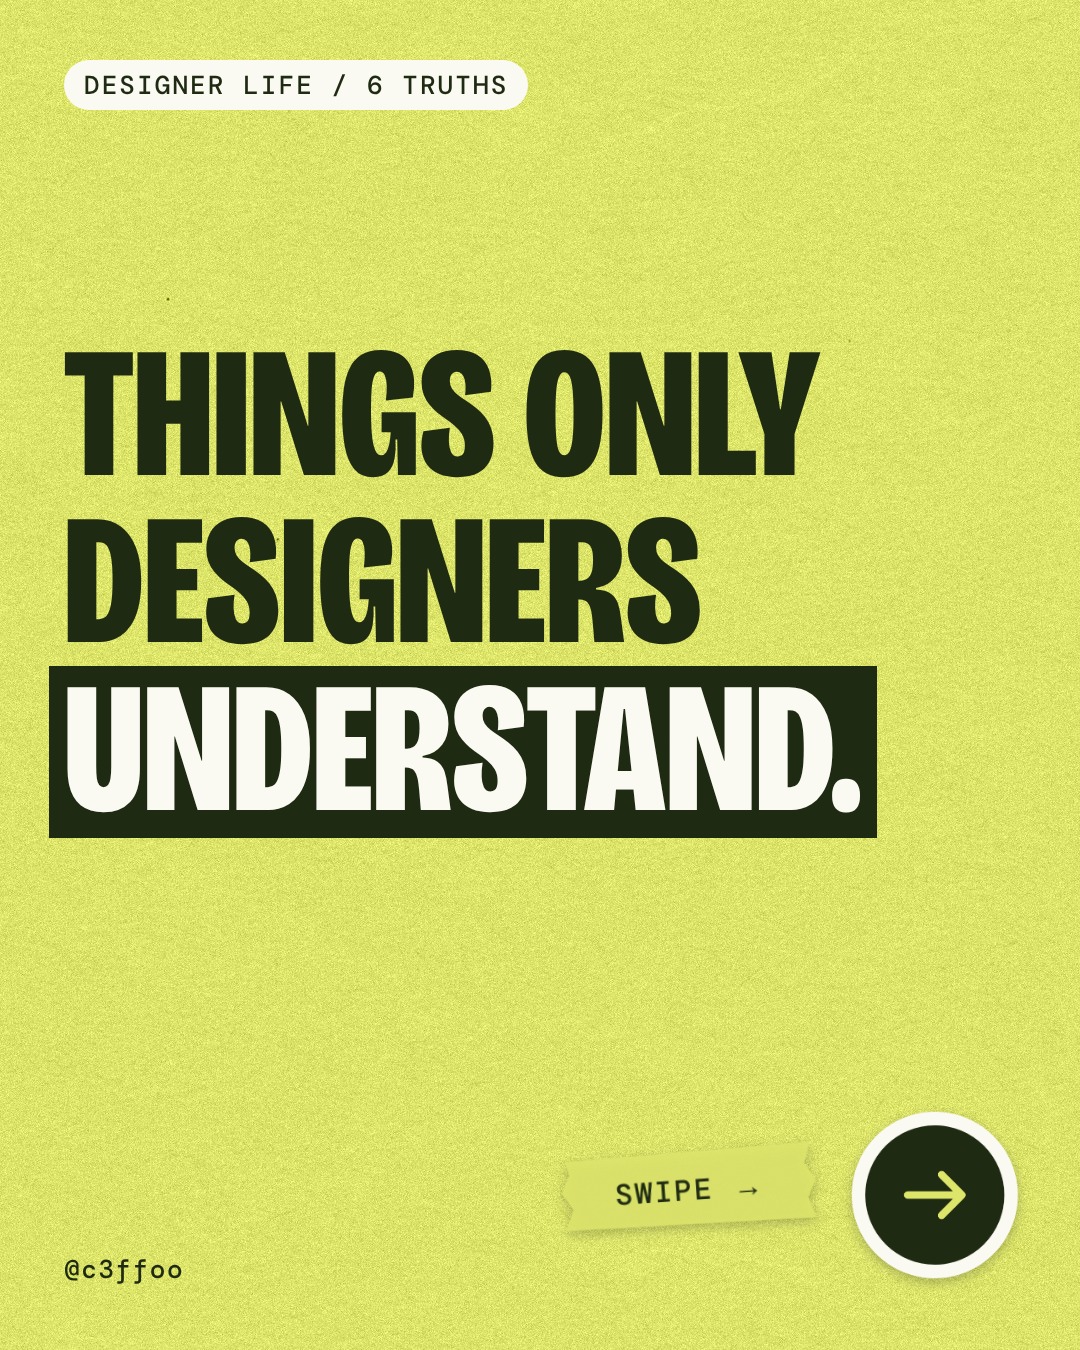 DESIGNER LIFE / 6 TRUTHS
THINGS ONLY
DESIGNERS
UNDERSTAND.
SWIPE →
@c3ffoo